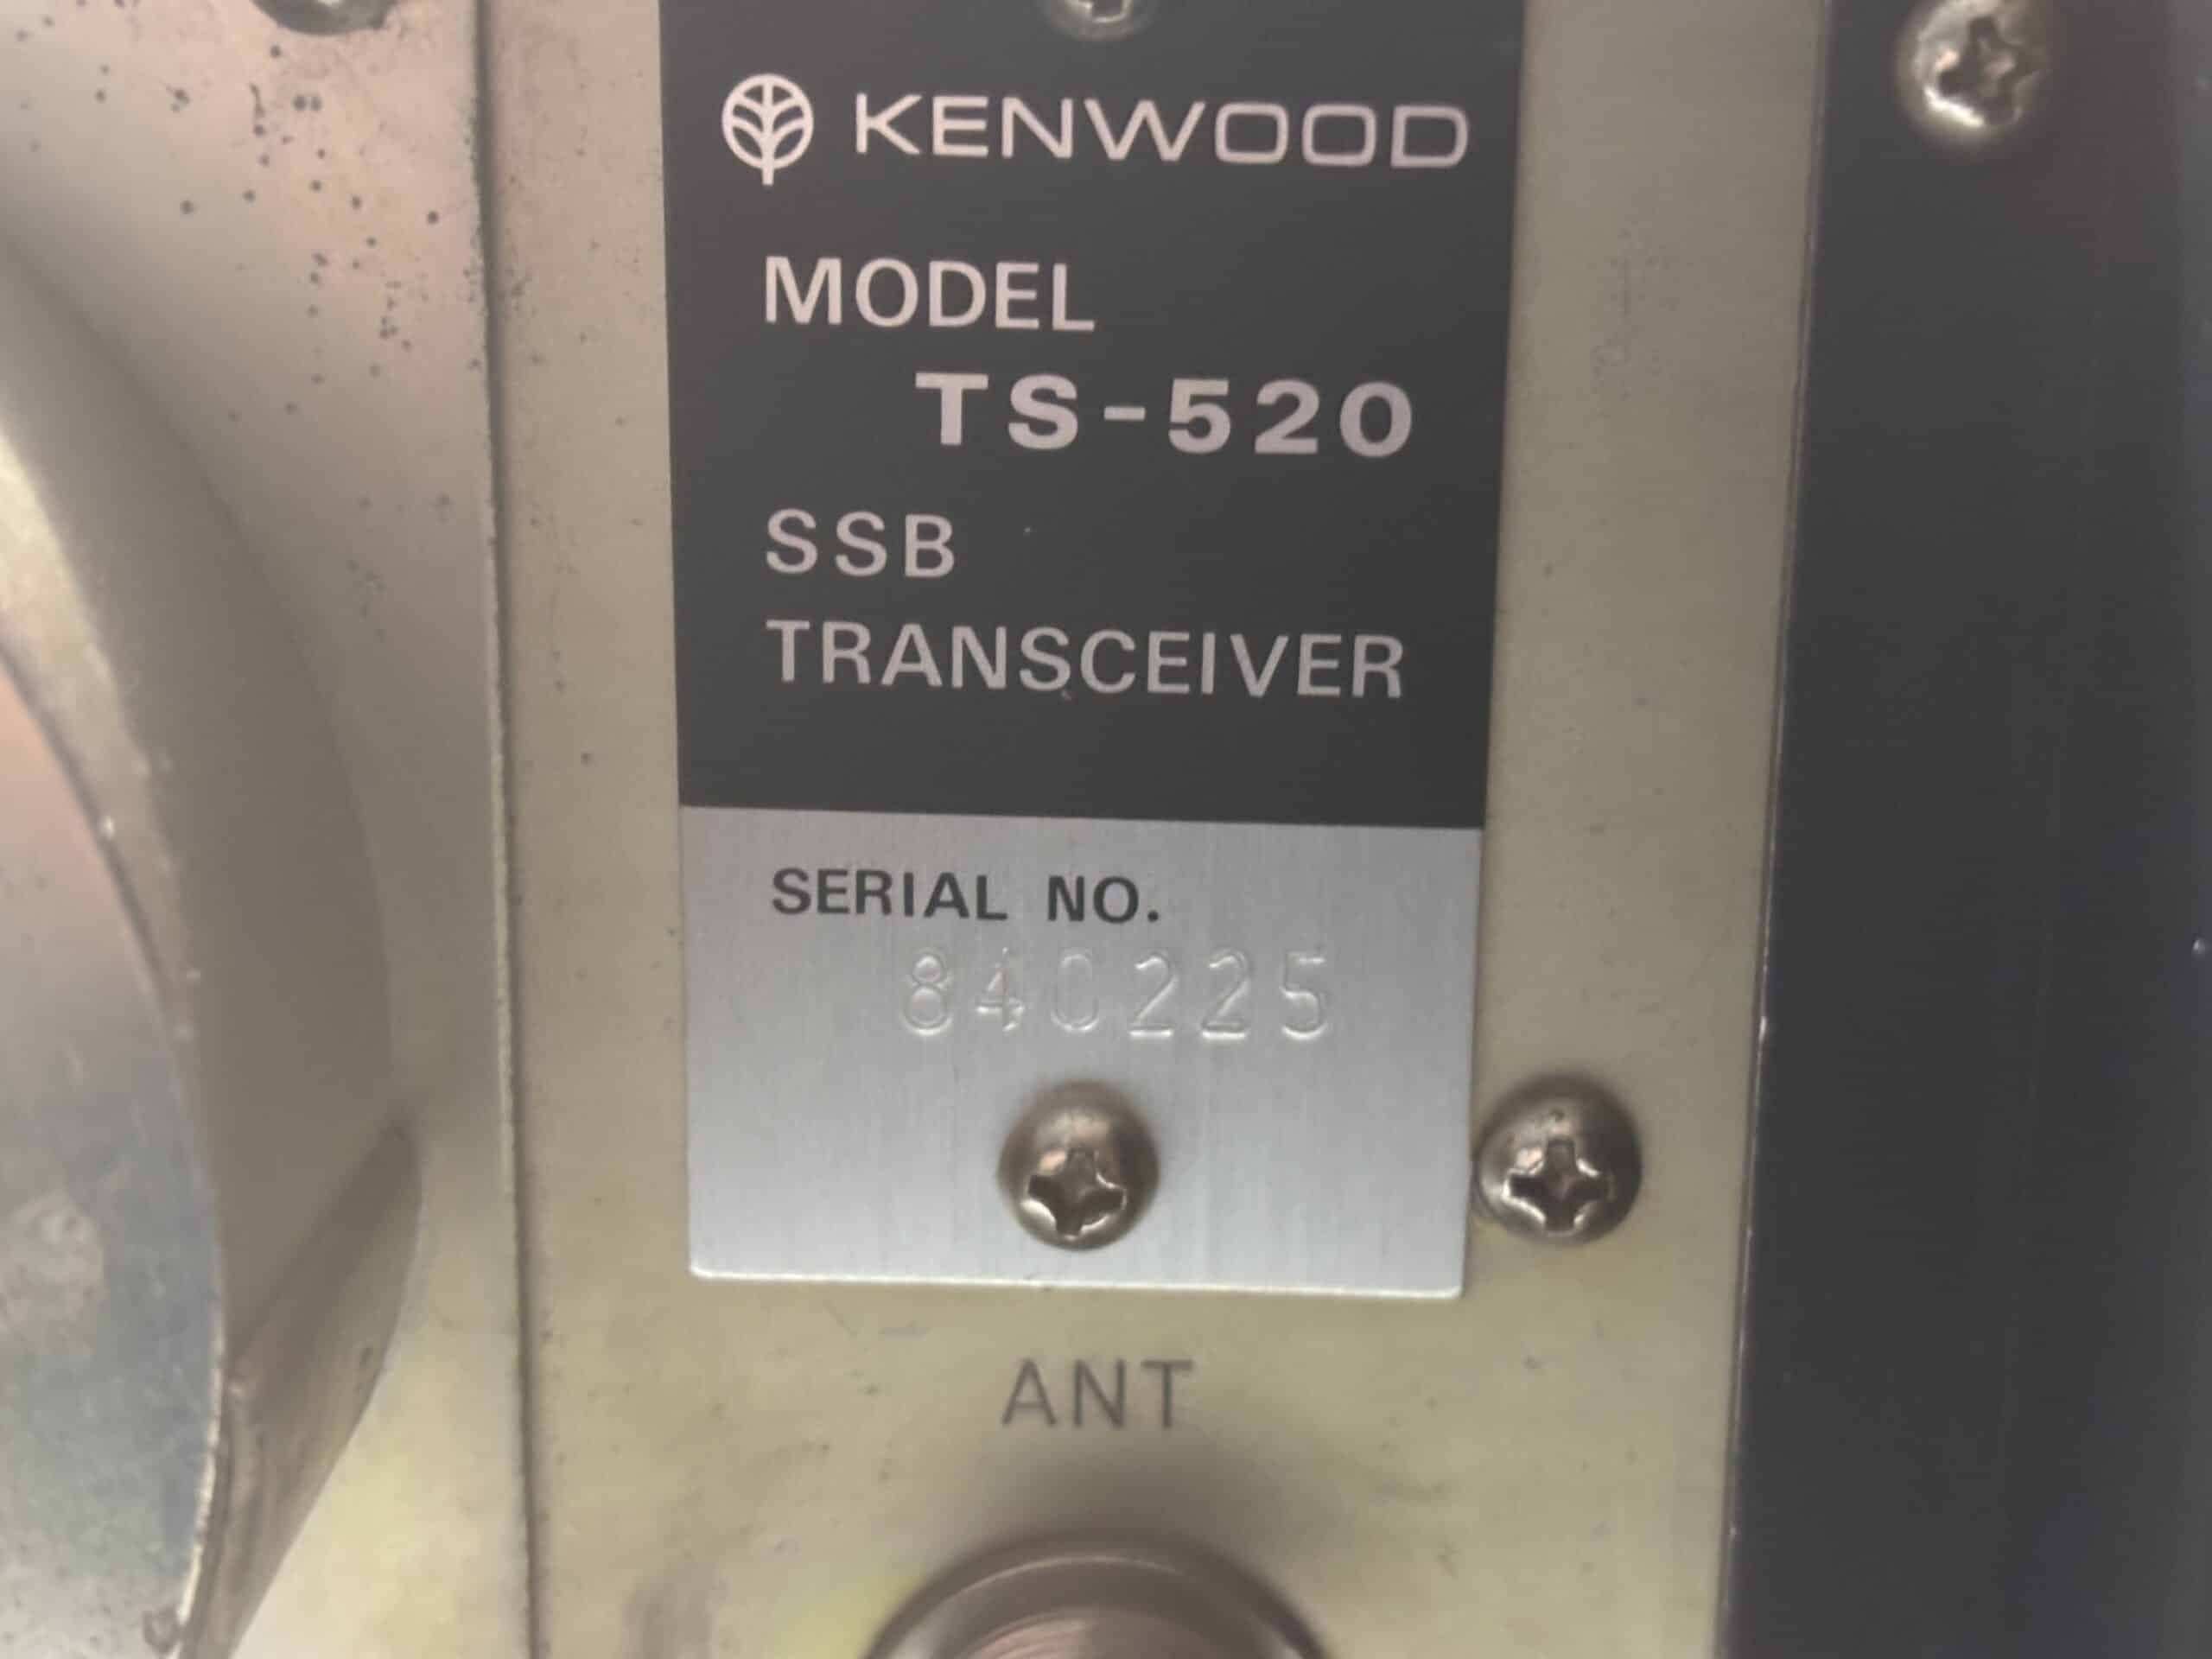 KENWOOD
MODEL
TS-520
SSB
TRANSCEIVER
SERIAL NO.
840225
ANT